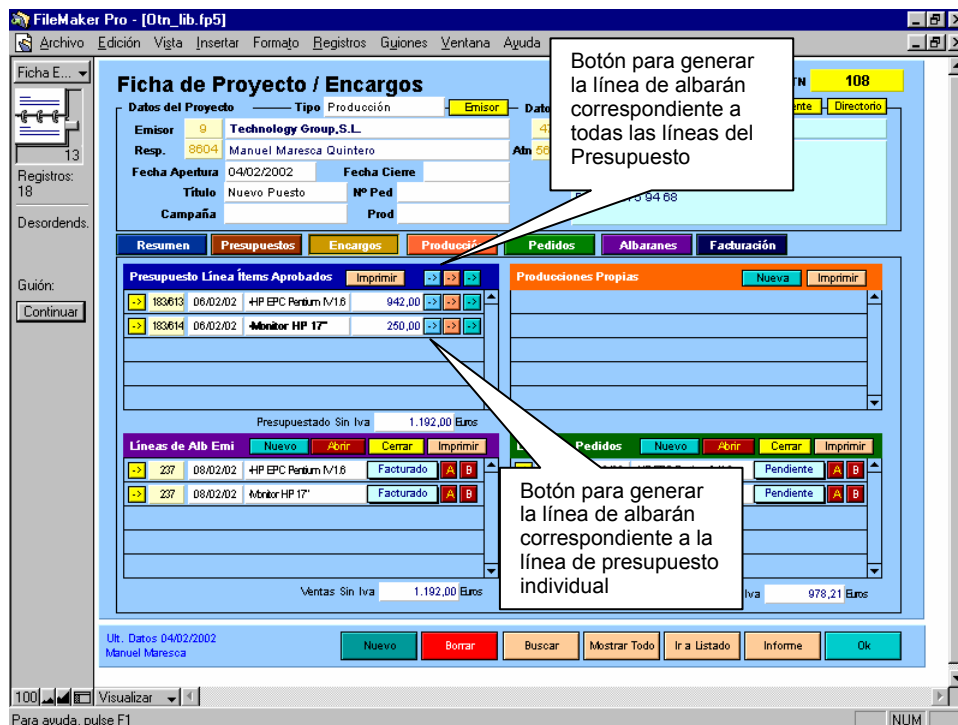 FileMaker Pro - [Otn_lib.fp5]
Archivo Edición Vista Insertar Formato Registros Guiones Ventana Ayuda
Ficha E...
13
Registros:
18
Desordends.
Guión:
Continuar
Ficha de Proyecto / Encargos
108
Datos del Proyecto Tipo Producción Emisor
Directorio
Emisor 9 Technology Group,S.L.
Resp. 8604 Manuel Maresca Quintero
Atn
Fecha Apertura 04/02/2002 Fecha Cierre
Título Nuevo Puesto Nº Ped
94 68
Campaña Prod
Botón para generar
la línea de albarán
correspondiente a
todas las líneas del
Presupuesto
Resumen Presupuestos Encargos Producción Pedidos Albaranes Facturación
Presupuesto Línea Ítems Aprobados Imprimir -> -> ->
-> 183/613 06/02/02 -HP EPC Pentium IV1.6 942,00 -> -> ->
-> 183/614 06/02/02 -Monitor HP 17" 250,00 -> -> ->
Presupuestado Sin Iva 1.192,00 Euros
Producciones Propias Nueva Imprimir
Líneas de Alb Emi Nuevo Abrir Cerrar Imprimir
-> 237 08/02/02 -HP EPC Pentium IV1.6 Facturado A B
-> 237 08/02/02 -Monitor HP 17" Facturado A B
Ventas Sin Iva 1.192,00 Euros
Pedidos Nuevo Abrir Cerrar Imprimir
Pendiente A B
Pendiente A B
Iva 978,21 Euros
Botón para generar
la línea de albarán
correspondiente a la
línea de presupuesto
individual
Ult. Datos 04/02/2002
Manuel Maresca
Nuevo Borrar Buscar Mostrar Todo Ir a Listado Informe Ok
100 Visualizar
Para ayuda, pulse F1
NUM